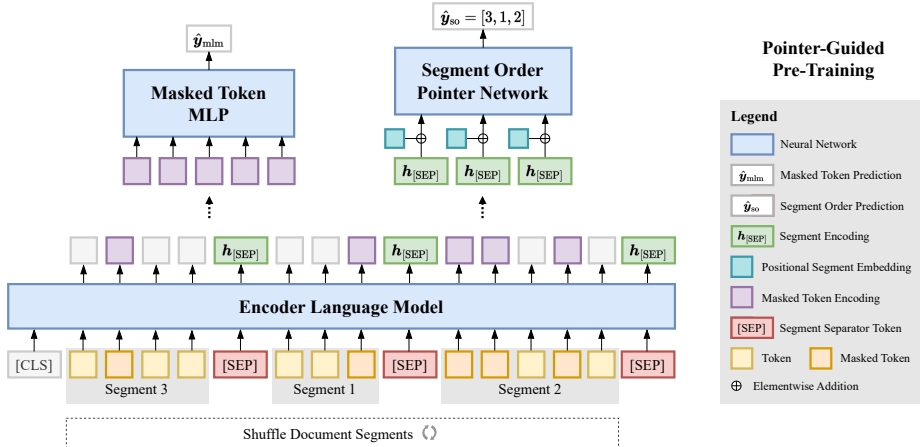 ŷ_mlm
Masked Token
MLP
ŷ_so = [3, 1, 2]
Segment Order
Pointer Network
h_[SEP] h_[SEP] h_[SEP]
h_[SEP] h_[SEP] h_[SEP]
Encoder Language Model
[CLS] [SEP] [SEP] [SEP]
Segment 3 Segment 1 Segment 2
Shuffle Document Segments
Pointer-Guided
Pre-Training
Legend
Neural Network
ŷ_mlm Masked Token Prediction
ŷ_so Segment Order Prediction
h_[SEP] Segment Encoding
Positional Segment Embedding
Masked Token Encoding
[SEP] Segment Separator Token
Token Masked Token
⊕ Elementwise Addition